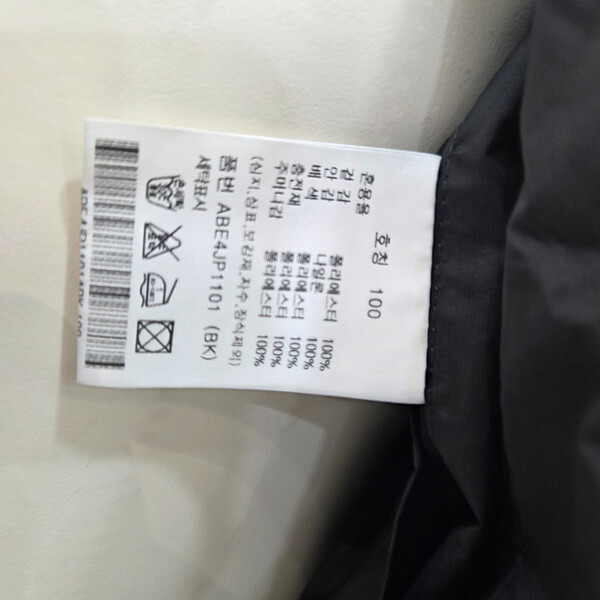 호칭 100
혼용율
겉 감 폴리에스터 100%
안 감 나일론 100%
배 색 폴리에스터 100%
충전재 폴리에스터 100%
주머니감 폴리에스터 100%
(심지,상표,모감재,자수,장식제외)
품번 ABE4JP1101 (BK)
세탁표시